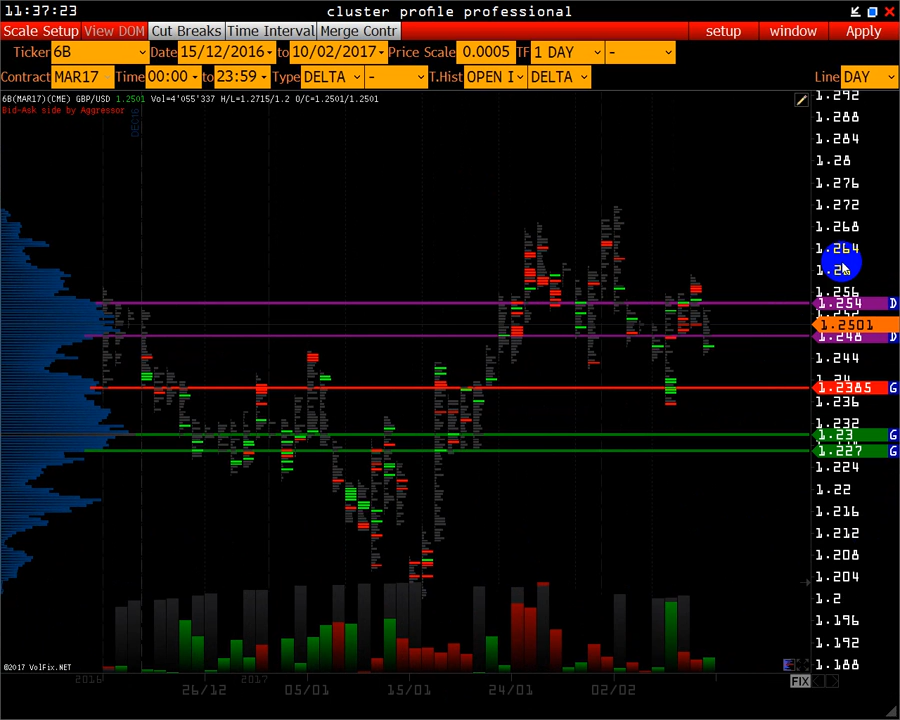 11:37:23 cluster profile professional
Scale Setup View DOM Cut Breaks Time Interval Merge Contr setup window Apply
Ticker 6B Date 15/12/2016 to 10/02/2017 Price Scale 0.0005 TF 1 DAY -
Contract MAR17 Time 00:00 to 23:59 Type DELTA - T.Hist OPEN I DELTA Line DAY
6B(MAR17)(CME) GBP/USD 1.2501 Vol=4'055'337 H/L=1.2715/1.2 O/C=1.2501/1.2501
Bid-Ask side by Aggressor
DEC16
1.292
1.288
1.284
1.28
1.276
1.272
1.268
1.264
1.256
1.254 D
1.2501
1.248 D
1.244
1.24
1.2385 G
1.236
1.232
1.23 G
1.227 G
1.224
1.22
1.216
1.212
1.208
1.204
1.2
1.196
1.192
1.188
©2017 VolFix.NET
FIX
2016 26/12 2017 05/01 15/01 24/01 02/02